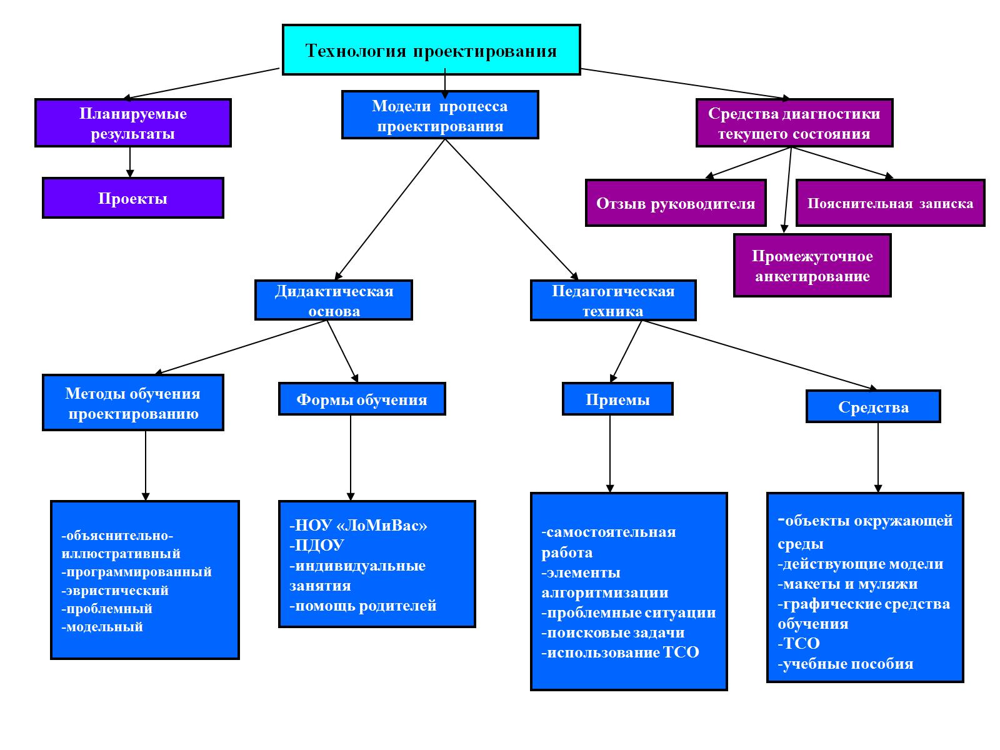 Технология проектирования
Планируемые
результаты
Модели процесса
проектирования
Средства диагностики
текущего состояния
Проекты
Отзыв руководителя
Пояснительная записка
Промежуточное
анкетирование
Дидактическая
основа
Педагогическая
техника
Методы обучения
проектированию
Формы обучения
Приемы
Средства
-объяснительно-
иллюстративный
-программированный
-эвристический
-проблемный
-модельный
-НОУ «ЛоМиВас»
-ПДОУ
-индивидуальные
занятия
-помощь родителей
-самостоятельная
работа
-элементы
алгоритмизации
-проблемные ситуации
-поисковые задачи
-использование ТСО
-объекты окружающей
среды
-действующие модели
-макеты и муляжи
-графические средства
обучения
-ТСО
-учебные пособия